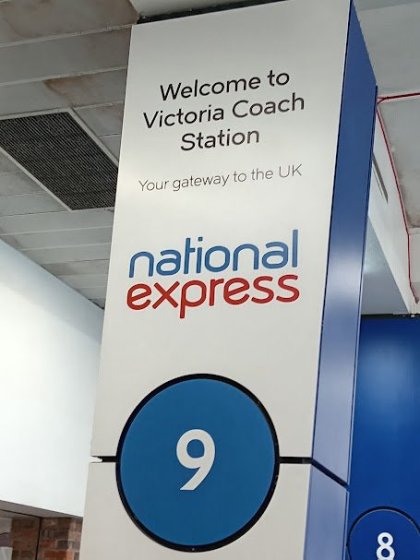 Welcome to
Victoria Coach
Station
Your gateway to the UK
national
express
9
8